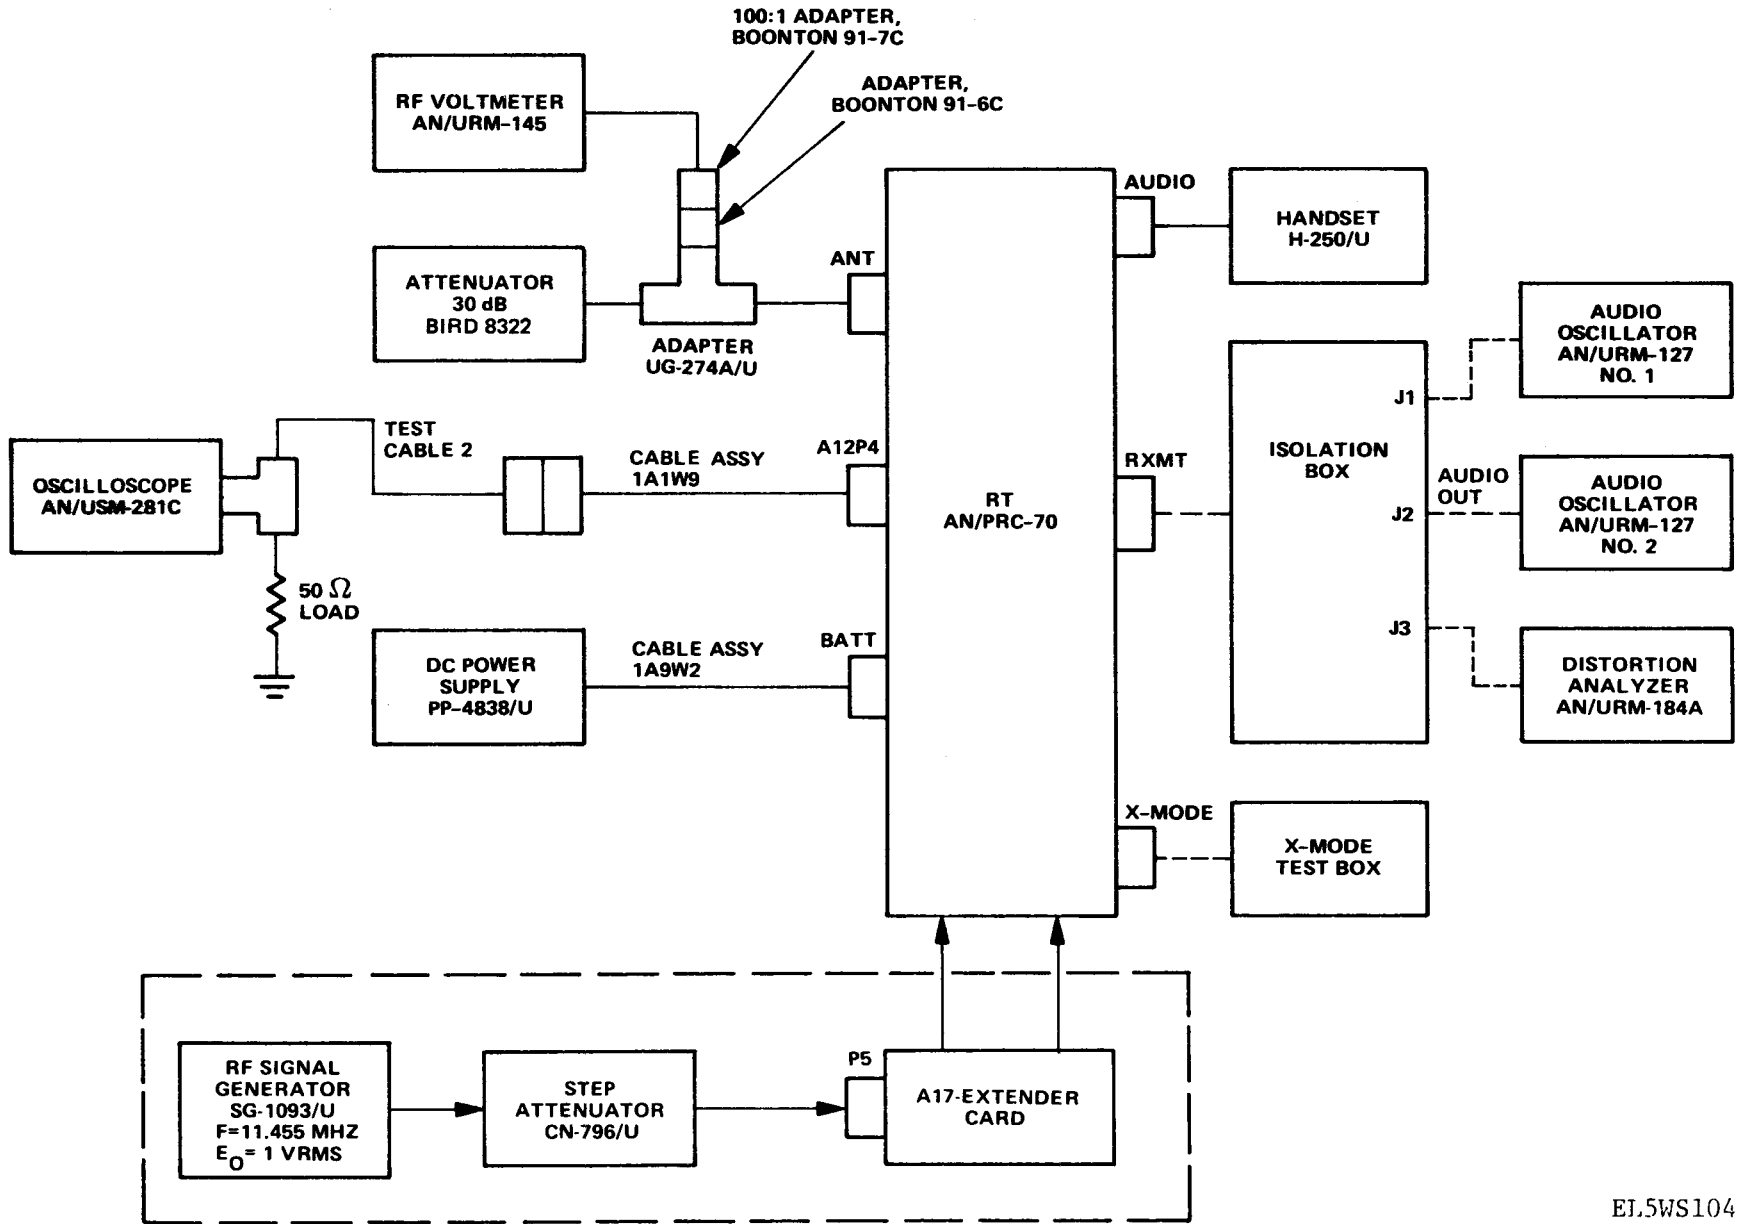 100:1 ADAPTER,
BOONTON 91-7C
ADAPTER,
BOONTON 91-6C
RF VOLTMETER
AN/URM-145
ATTENUATOR
30 dB
BIRD 8322
ADAPTER
UG-274A/U
ANT
AUDIO
HANDSET
H-250/U
AUDIO
OSCILLATOR
AN/URM-127
NO. 1
OSCILLOSCOPE
AN/USM-281C
TEST
CABLE 2
CABLE ASSY
1A1W9
A12P4
RT
AN/PRC-70
RXMT
ISOLATION
BOX
J1
J2
J3
AUDIO
OUT
AUDIO
OSCILLATOR
AN/URM-127
NO. 2
50 Ω
LOAD
DC POWER
SUPPLY
PP-4838/U
CABLE ASSY
1A9W2
BATT
DISTORTION
ANALYZER
AN/URM-184A
X-MODE
X-MODE
TEST BOX
RF SIGNAL
GENERATOR
SG-1093/U
F=11.455 MHZ
EO= 1 VRMS
STEP
ATTENUATOR
CN-796/U
P5
A17-EXTENDER
CARD
EL5WS104